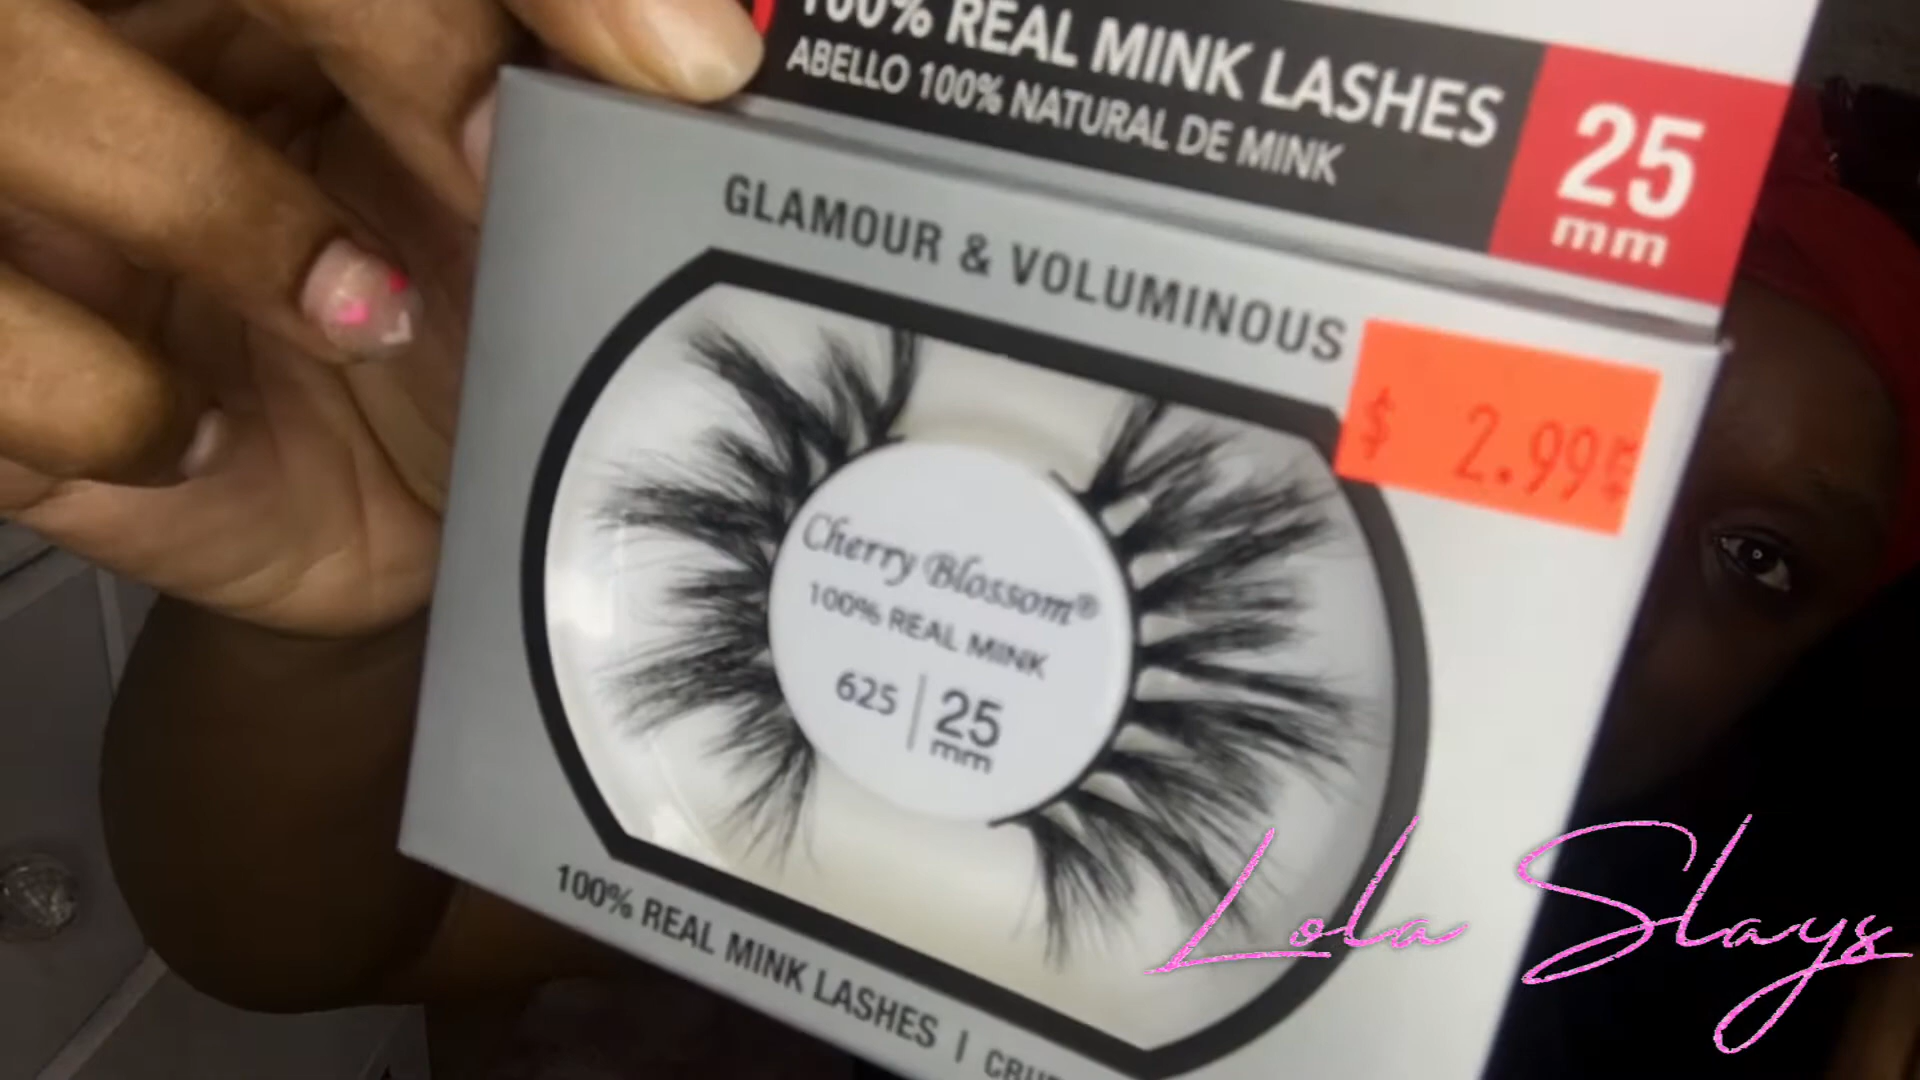 100% REAL MINK LASHES
ABELLO 100% NATURAL DE MINK
25
mm
GLAMOUR & VOLUMINOUS
$ 2.99¢
Cherry Blossom®
100% REAL MINK
625 | 25
mm
100% REAL MINK LASHES |
Lola Slays